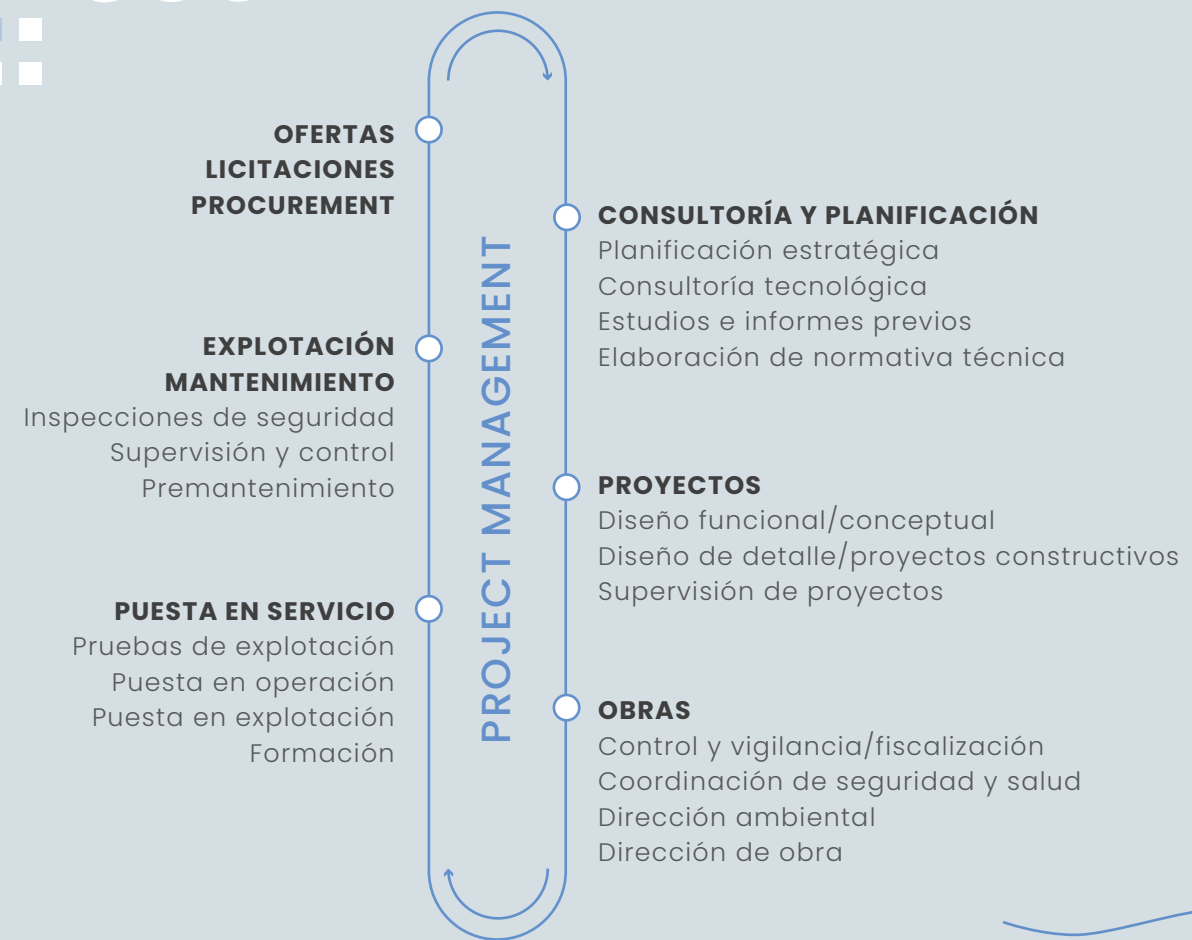 OFERTAS
LICITACIONES
PROCUREMENT
EXPLOTACIÓN
MANTENIMIENTO
Inspecciones de seguridad
Supervisión y control
Premantenimiento
PUESTA EN SERVICIO
Pruebas de explotación
Puesta en operación
Puesta en explotación
Formación
PROJECT MANAGEMENT
CONSULTORÍA Y PLANIFICACIÓN
Planificación estratégica
Consultoría tecnológica
Estudios e informes previos
Elaboración de normativa técnica
PROYECTOS
Diseño funcional/conceptual
Diseño de detalle/proyectos constructivos
Supervisión de proyectos
OBRAS
Control y vigilancia/fiscalización
Coordinación de seguridad y salud
Dirección ambiental
Dirección de obra